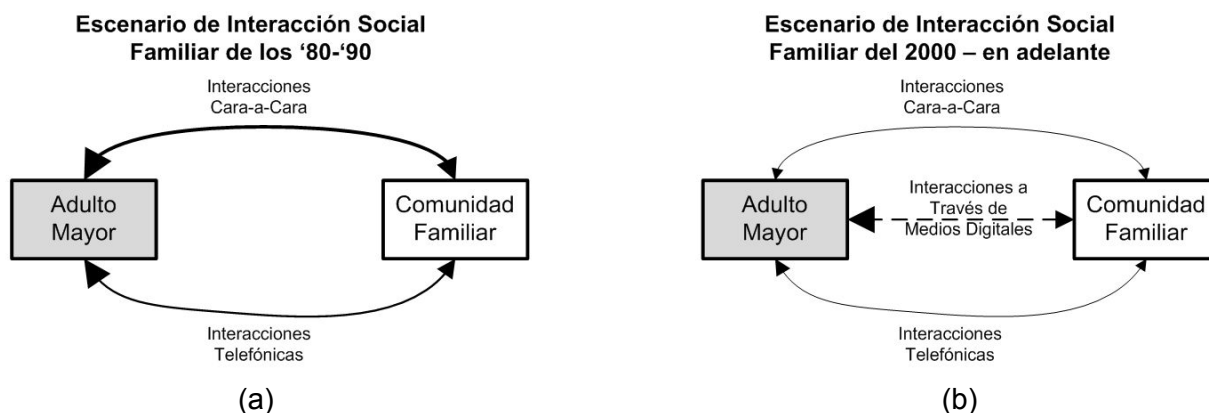 Escenario de Interacción Social
Familiar de los ‘80-‘90
Interacciones
Cara-a-Cara
Adulto
Mayor
Comunidad
Familiar
Interacciones
Telefónicas
(a)
Escenario de Interacción Social
Familiar del 2000 – en adelante
Interacciones
Cara-a-Cara
Adulto
Mayor
Interacciones a
Través de
Medios Digitales
Comunidad
Familiar
Interacciones
Telefónicas
(b)